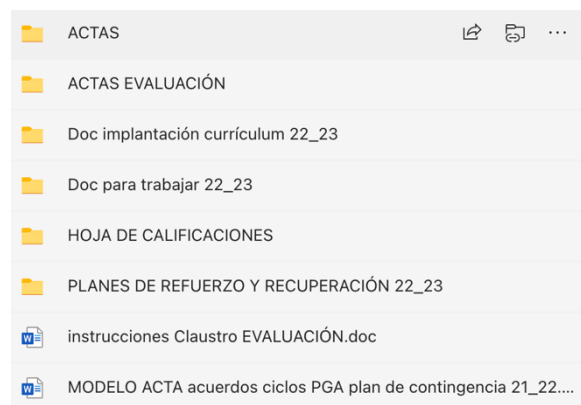 ACTAS
ACTAS EVALUACIÓN
Doc implantación currículum 22_23
Doc para trabajar 22_23
HOJA DE CALIFICACIONES
PLANES DE REFUERZO Y RECUPERACIÓN 22_23
instrucciones Claustro EVALUACIÓN.doc
MODELO ACTA acuerdos ciclos PGA plan de contingencia 21_22....